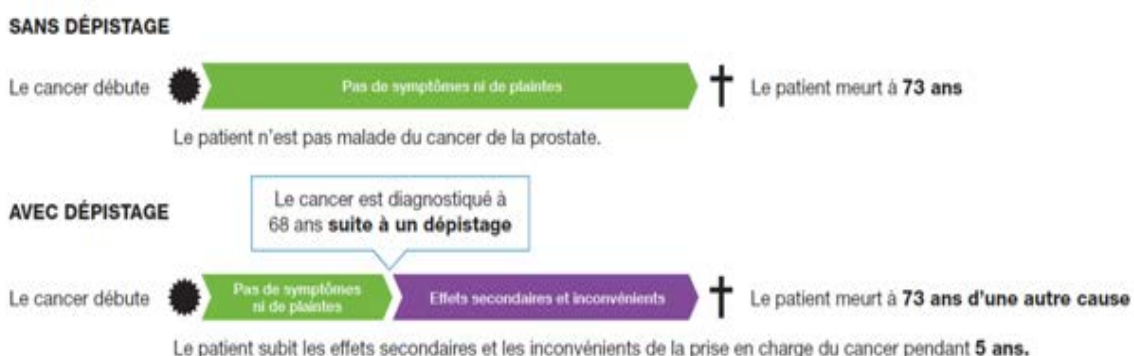 SANS DÉPISTAGE
Le cancer débute
Pas de symptômes ni de plaintes
Le patient meurt à 73 ans
Le patient n'est pas malade du cancer de la prostate.
Le cancer est diagnostiqué à
68 ans suite à un dépistage
AVEC DÉPISTAGE
Le cancer débute
Pas de symptômes
ni de plaintes
Effets secondaires et inconvénients
Le patient meurt à 73 ans d'une autre cause
Le patient subit les effets secondaires et les inconvénients de la prise en charge du cancer pendant 5 ans.